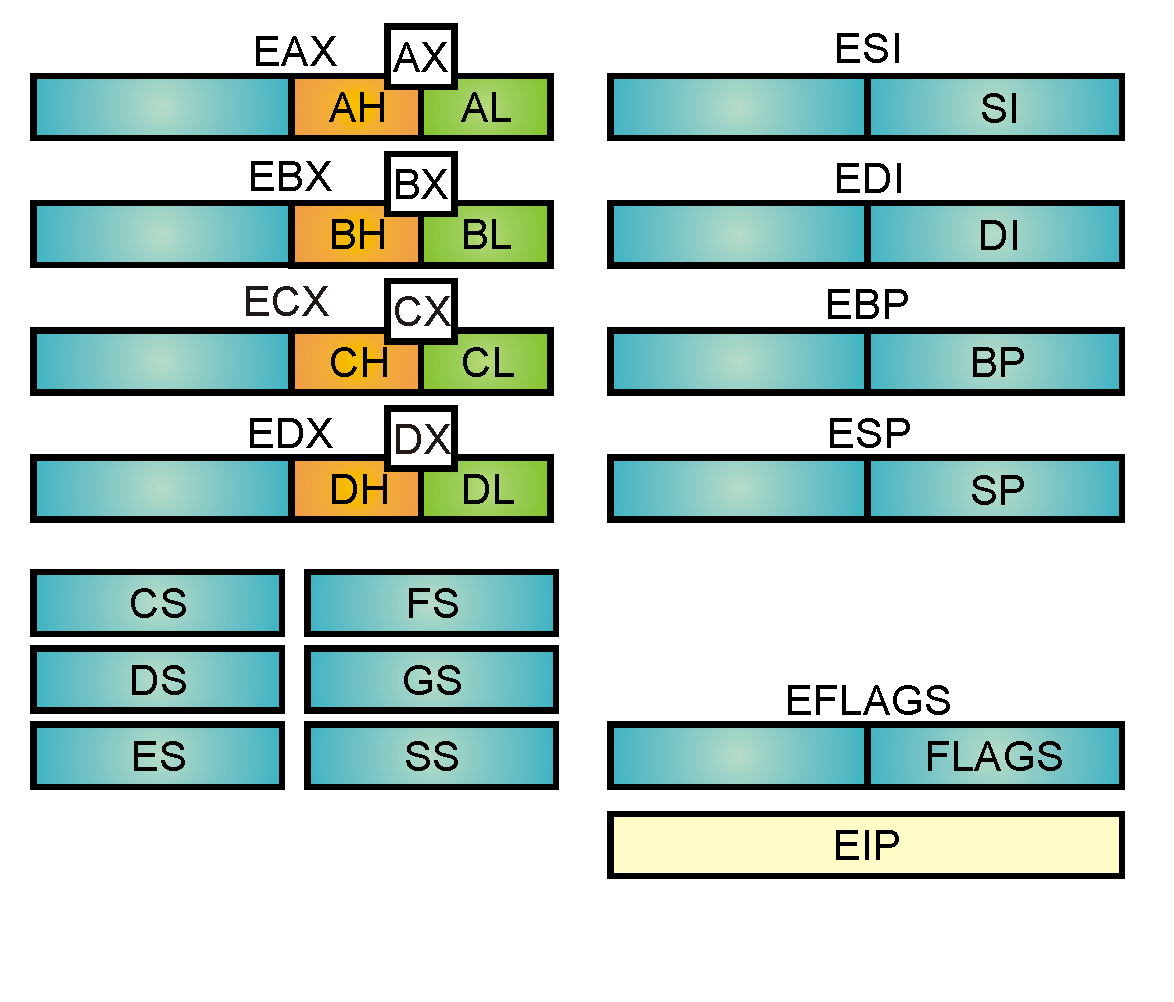 EAX AX
AH AL
EBX BX
BH BL
ECX CX
CH CL
EDX DX
DH DL
ESI
SI
EDI
DI
EBP
BP
ESP
SP
CS FS
DS GS
ES SS
EFLAGS
FLAGS
EIP